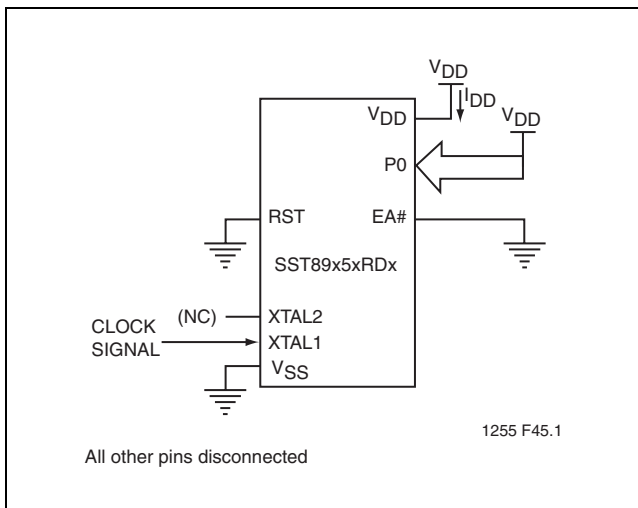 VDD
IDD
VDD
VDD
P0
RST
EA#
SST89x5xRDx
(NC)
XTAL2
CLOCK
SIGNAL
XTAL1
VSS
1255 F45.1
All other pins disconnected